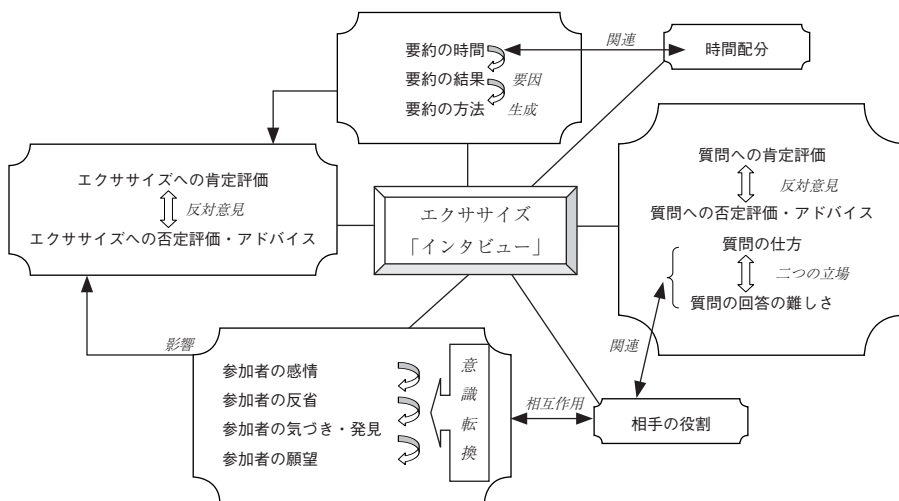 要約の時間
関連
時間配分
要約の結果
要因
要約の方法
生成
エクササイズへの肯定評価
反対意見
エクササイズへの否定評価・アドバイス
エクササイズ
「インタビュー」
質問への肯定評価
反対意見
質問への否定評価・アドバイス
質問の仕方
二つの立場
質問の回答の難しさ
影響
関連
参加者の感情
参加者の反省
参加者の気づき・発見
参加者の願望
意
識
転
換
相互作用
相手の役割